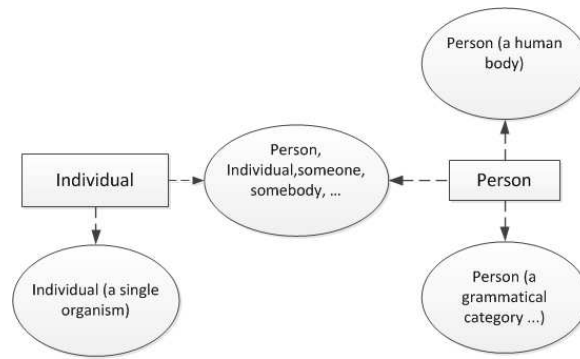 Person (a human
body)
Person,
Individual,someone,
somebody, ...
Individual
Person
Individual (a single
organism)
Person (a
grammatical
category ...)